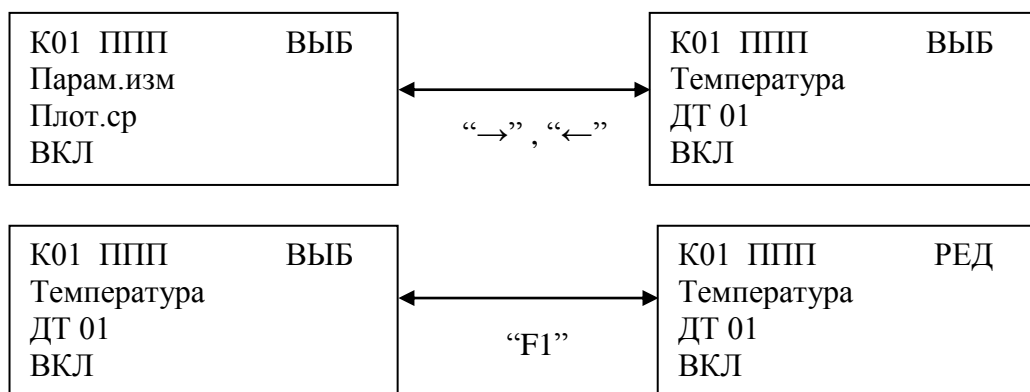 К01 ППП ВЫБ
Парам.изм
Плот.ср
ВКЛ
“→” , “←”
К01 ППП ВЫБ
Температура
ДТ 01
ВКЛ
К01 ППП ВЫБ
Температура
ДТ 01
ВКЛ
“F1”
К01 ППП РЕД
Температура
ДТ 01
ВКЛ